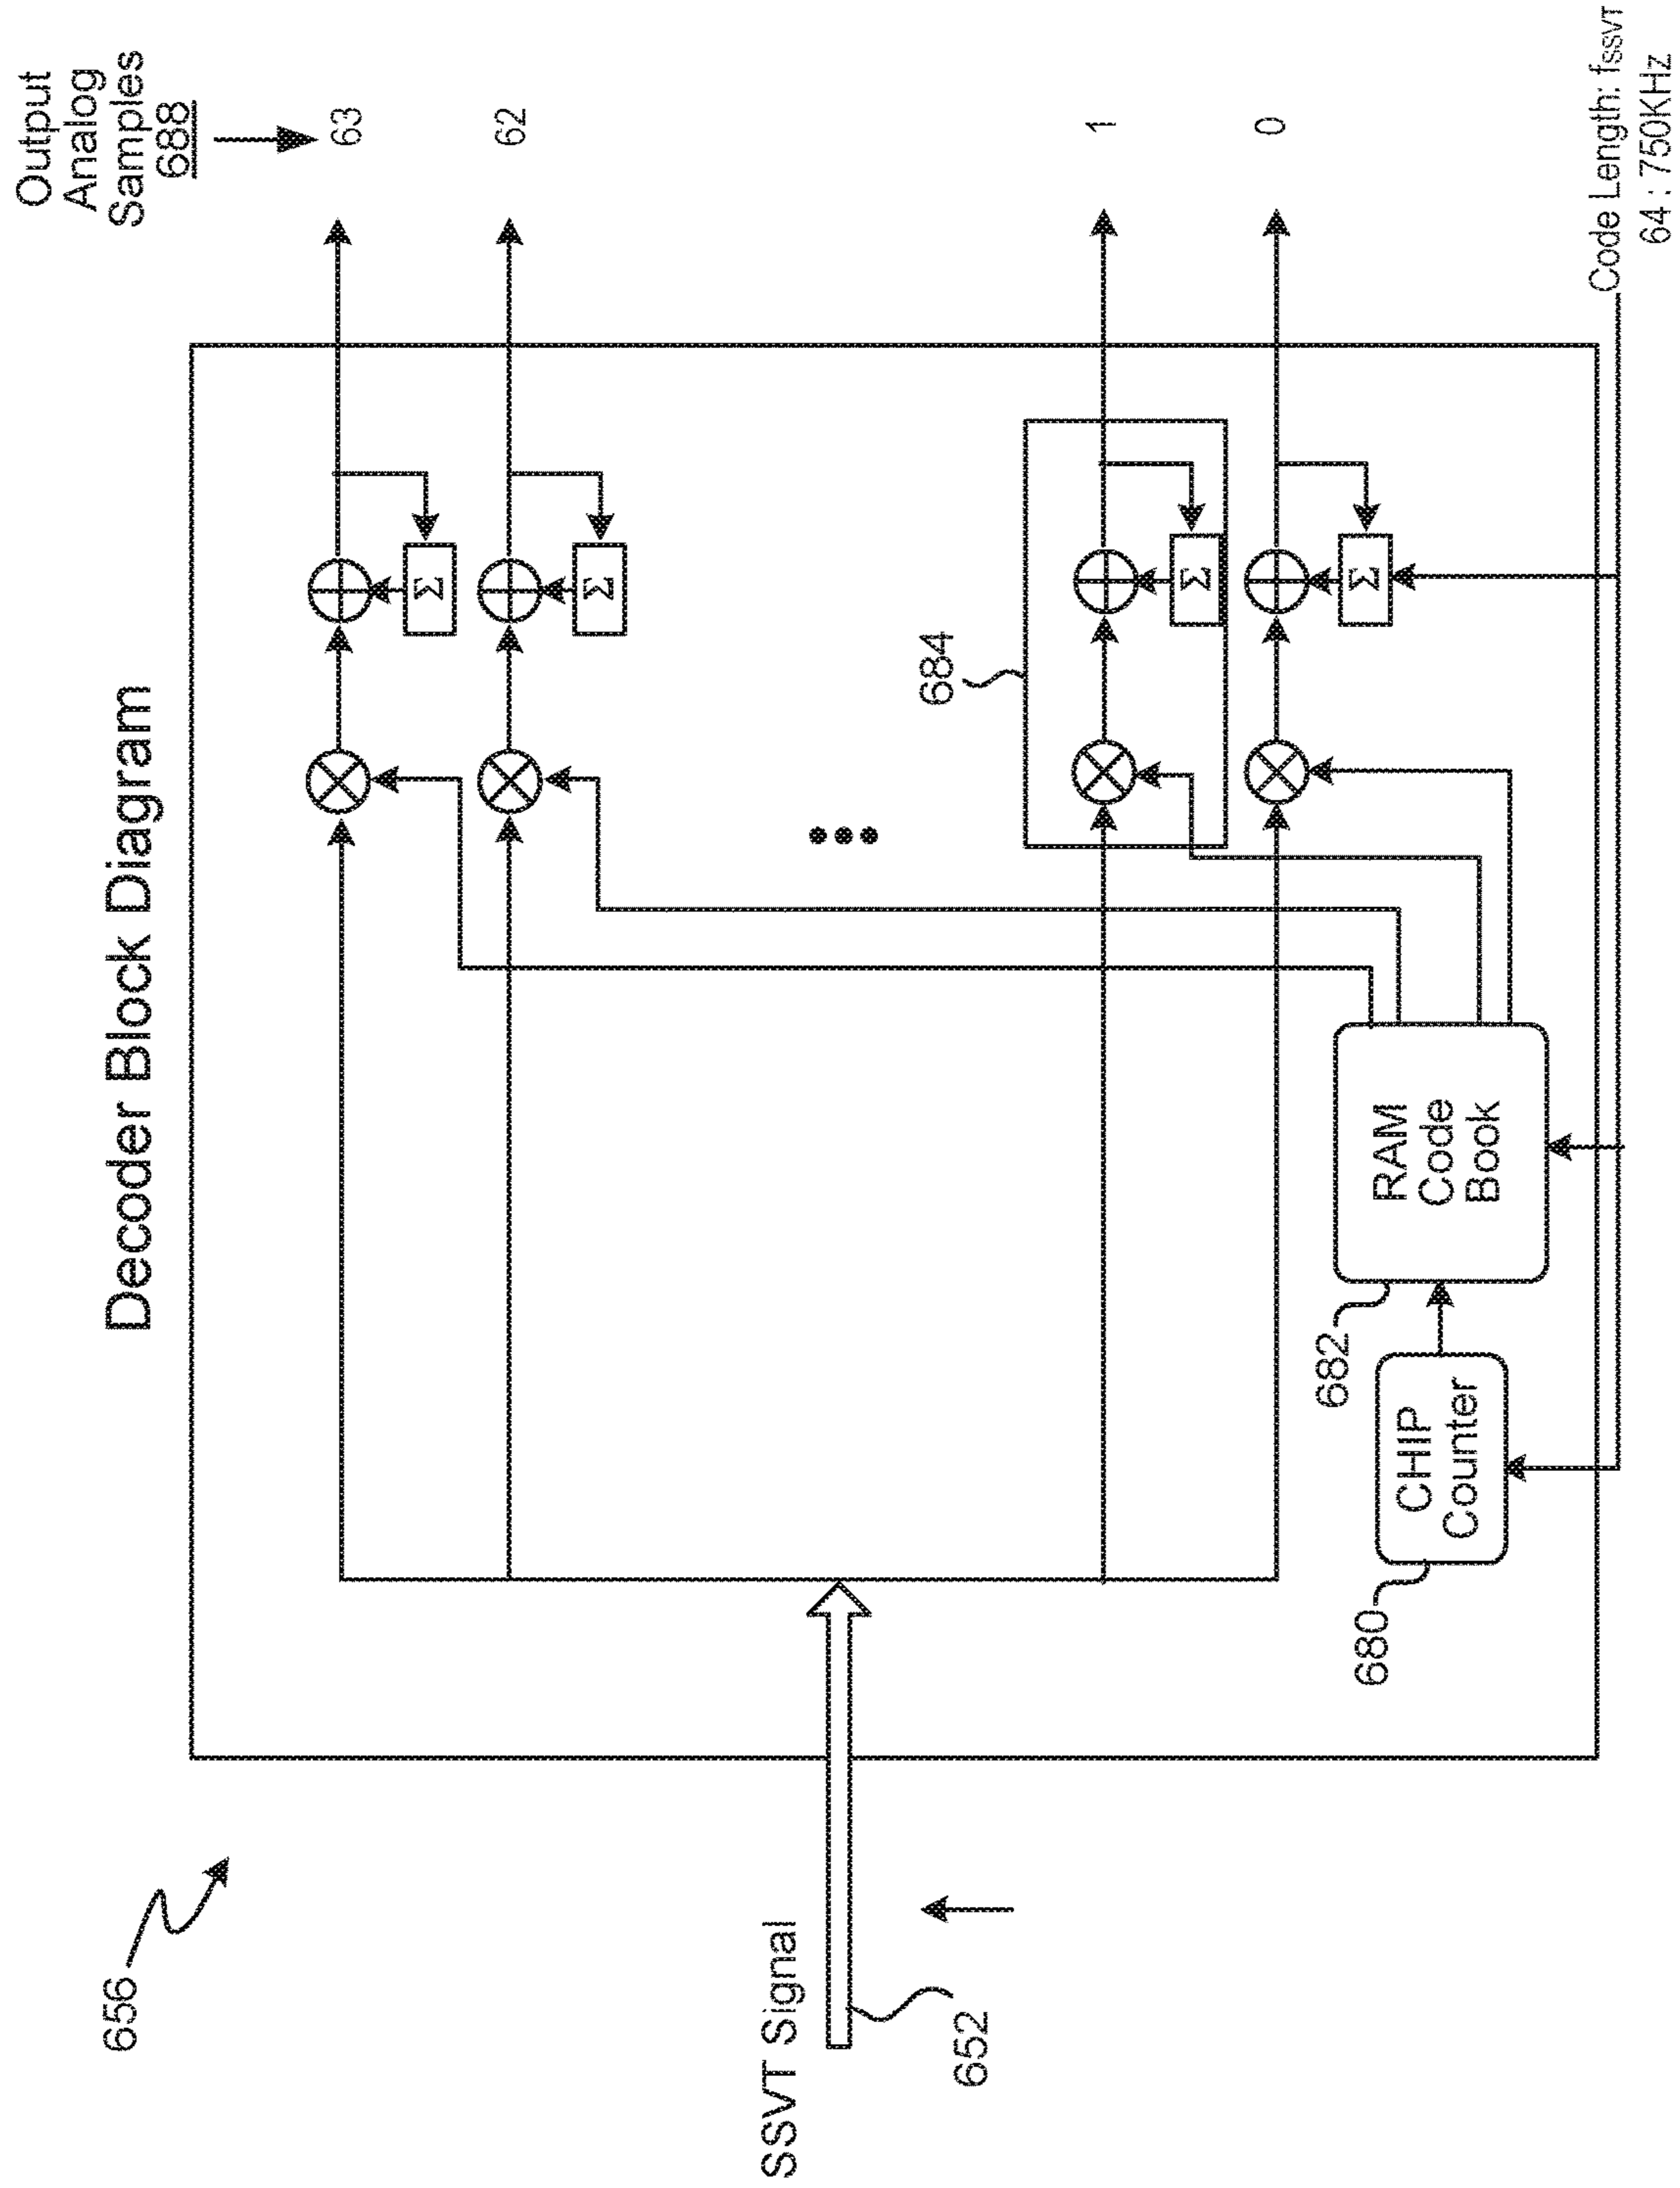 Decoder Block Diagram
656
Output
Analog
Samples
688
63
62
1
0
SSVT Signal
652
684
Σ
Σ
Σ
Σ
RAM
Code
Book
682
CHIP
Counter
680
Code Length: fSSVT
64 : 750KHz